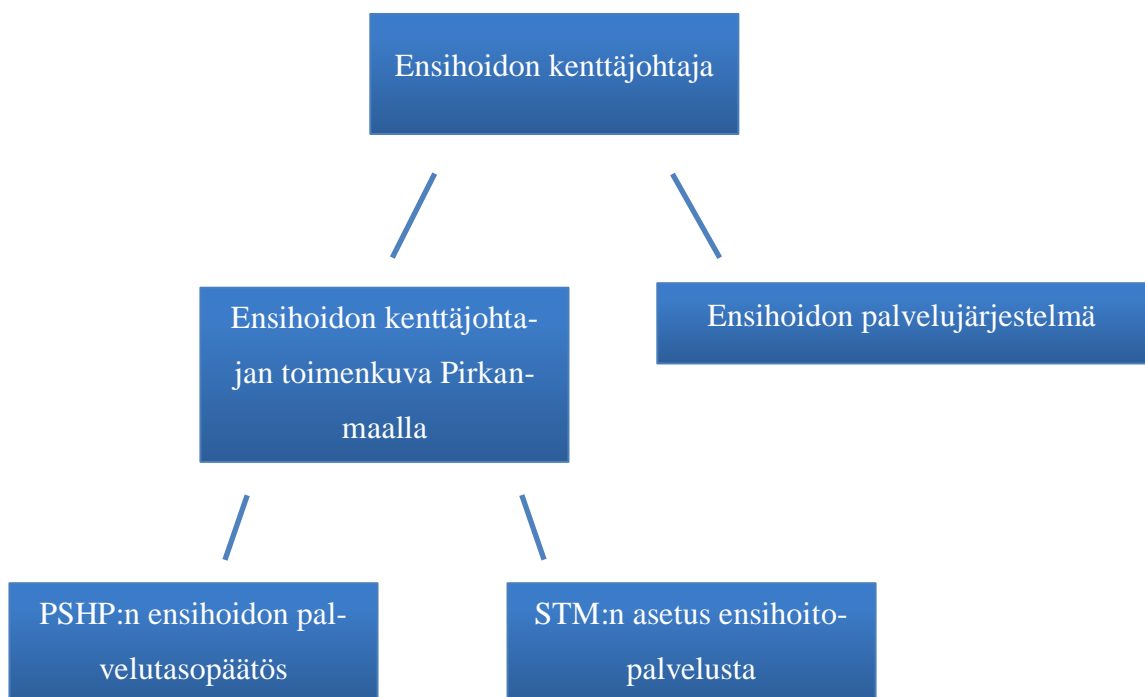 Ensihoidon kenttäjohtaja
Ensihoidon kenttäjohta-
jan toimenkuva Pirkan-
maalla
Ensihoidon palvelujärjestelmä
PSHP:n ensihoidon pal-
velutasopäätös
STM:n asetus ensihoito-
palvelusta